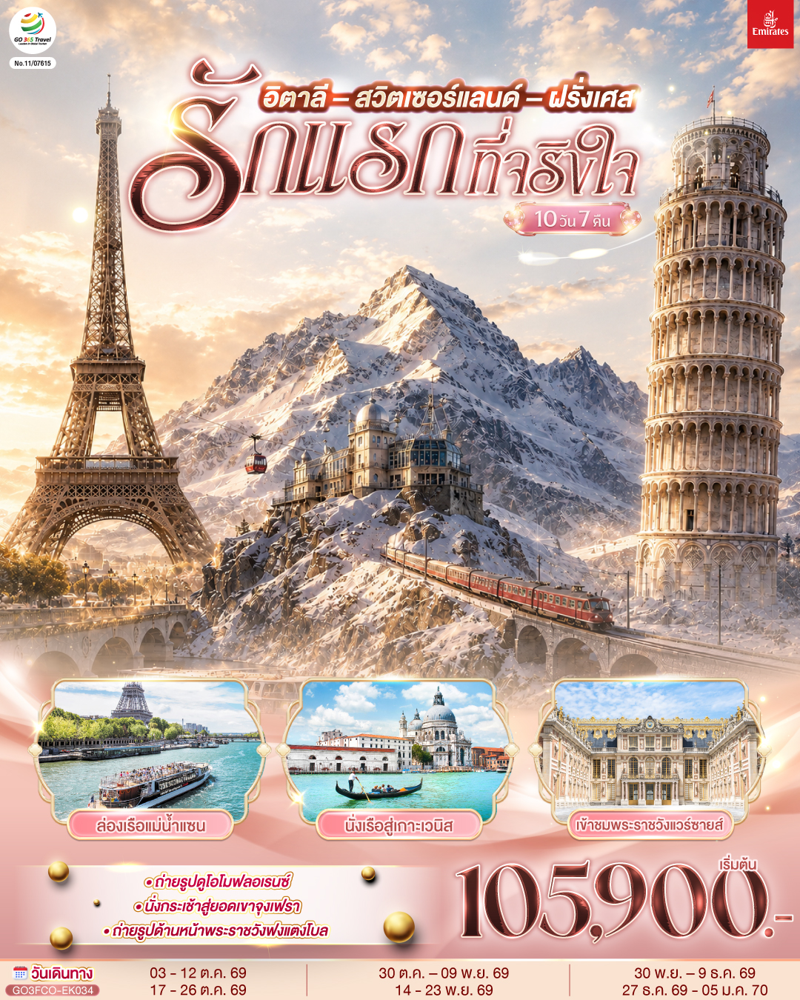 GO 365 Travel
Leaders in Global Tourism
No.11/07615
Emirates
อิตาลี – สวิตเซอร์แลนด์ – ฝรั่งเศส
รักแรกที่จริงใจ
10 วัน 7 คืน
ล่องเรือแม่น้ำแซน
นั่งเรือสู่เกาะเวนิส
เข้าชมพระราชวังแวร์ซายส์
• ถ่ายรูปดูโอโมฟลอเรนซ์
• นั่งกระเช้าสู่ยอดเขาจุงเฟรา
• ถ่ายรูปด้านหน้าพระราชวังฟงแตงโบล
เริ่มต้น
105,900.-
วันเดินทาง
GO3FCO-EK034
03 - 12 ต.ค. 69
17 - 26 ต.ค. 69
30 ต.ค. – 09 พ.ย. 69
14 - 23 พ.ย. 69
30 พ.ย. – 9 ธ.ค. 69
27 ธ.ค. 69 - 05 ม.ค. 70